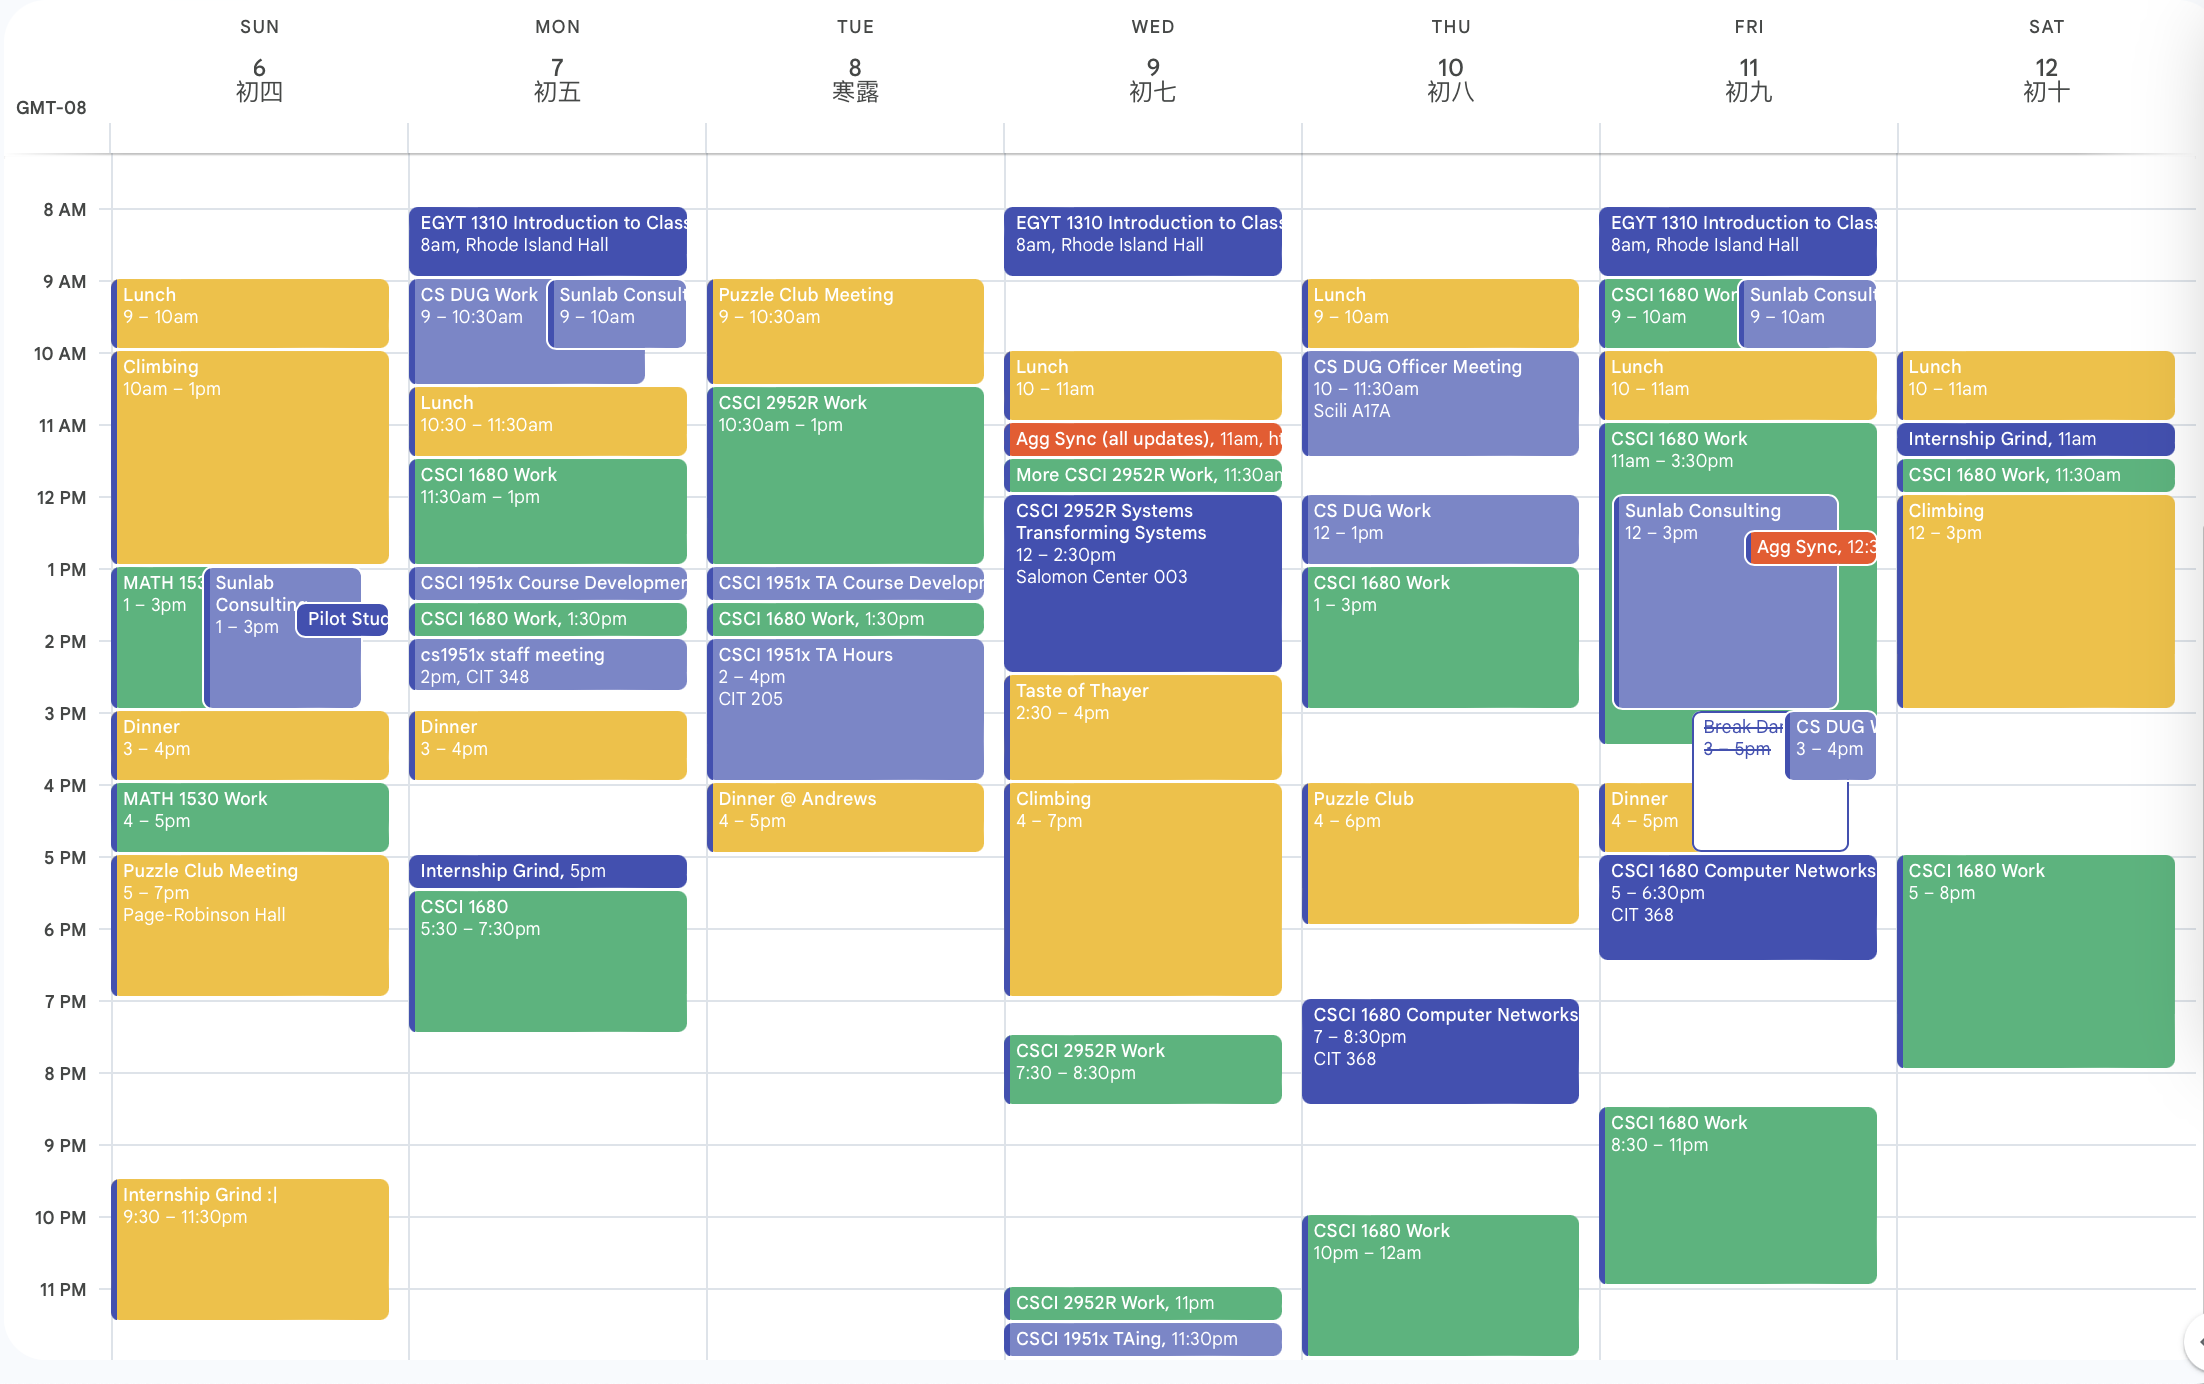 SUN
MON
TUE
WED
THU
FRI
SAT
6
7
8
9
10
11
12
初四
初五
寒露
初七
初八
初九
初十
GMT-08
8 AM
9 AM
10 AM
11 AM
12 PM
1 PM
2 PM
3 PM
4 PM
5 PM
6 PM
7 PM
8 PM
9 PM
10 PM
11 PM
Lunch
9 – 10am
Climbing
10am – 1pm
MATH 153
1 – 3pm
Sunlab
Consulting
1 – 3pm
Pilot Stud
Dinner
3 – 4pm
MATH 1530 Work
4 – 5pm
Puzzle Club Meeting
5 – 7pm
Page-Robinson Hall
Internship Grind :|
9:30 – 11:30pm
EGYT 1310 Introduction to Clas
8am, Rhode Island Hall
CS DUG Work
9 – 10:30am
Sunlab Consult
9 – 10am
Lunch
10:30 – 11:30am
CSCI 1680 Work
11:30am – 1pm
CSCI 1951x Course Developmen
CSCI 1680 Work, 1:30pm
cs1951x staff meeting
2pm, CIT 348
Dinner
3 – 4pm
Internship Grind, 5pm
CSCI 1680
5:30 – 7:30pm
Puzzle Club Meeting
9 – 10:30am
CSCI 2952R Work
10:30am – 1pm
CSCI 1951x TA Course Develop
CSCI 1680 Work, 1:30pm
CSCI 1951x TA Hours
2 – 4pm
CIT 205
Dinner @ Andrews
4 – 5pm
EGYT 1310 Introduction to Clas
8am, Rhode Island Hall
Lunch
10 – 11am
Agg Sync (all updates), 11am, ht
More CSCI 2952R Work, 11:30am
CSCI 2952R Systems
Transforming Systems
12 – 2:30pm
Salomon Center 003
Taste of Thayer
2:30 – 4pm
Climbing
4 – 7pm
CSCI 2952R Work
7:30 – 8:30pm
CSCI 2952R Work, 11pm
CSCI 1951x TAing, 11:30pm
Lunch
9 – 10am
CS DUG Officer Meeting
10 – 11:30am
Scili A17A
CS DUG Work
12 – 1pm
CSCI 1680 Work
1 – 3pm
Puzzle Club
4 – 6pm
CSCI 1680 Computer Networks
7 – 8:30pm
CIT 368
CSCI 1680 Work
10pm – 12am
EGYT 1310 Introduction to Clas
8am, Rhode Island Hall
CSCI 1680 Wor
9 – 10am
Sunlab Consult
9 – 10am
Lunch
10 – 11am
CSCI 1680 Work
11am – 3:30pm
Sunlab Consulting
12 – 3pm
Agg Sync, 12:3
Break Dan
3 – 5pm
CS DUG W
3 – 4pm
Dinner
4 – 5pm
CSCI 1680 Computer Networks
5 – 6:30pm
CIT 368
CSCI 1680 Work
8:30 – 11pm
Lunch
10 – 11am
Internship Grind, 11am
CSCI 1680 Work, 11:30am
Climbing
12 – 3pm
CSCI 1680 Work
5 – 8pm